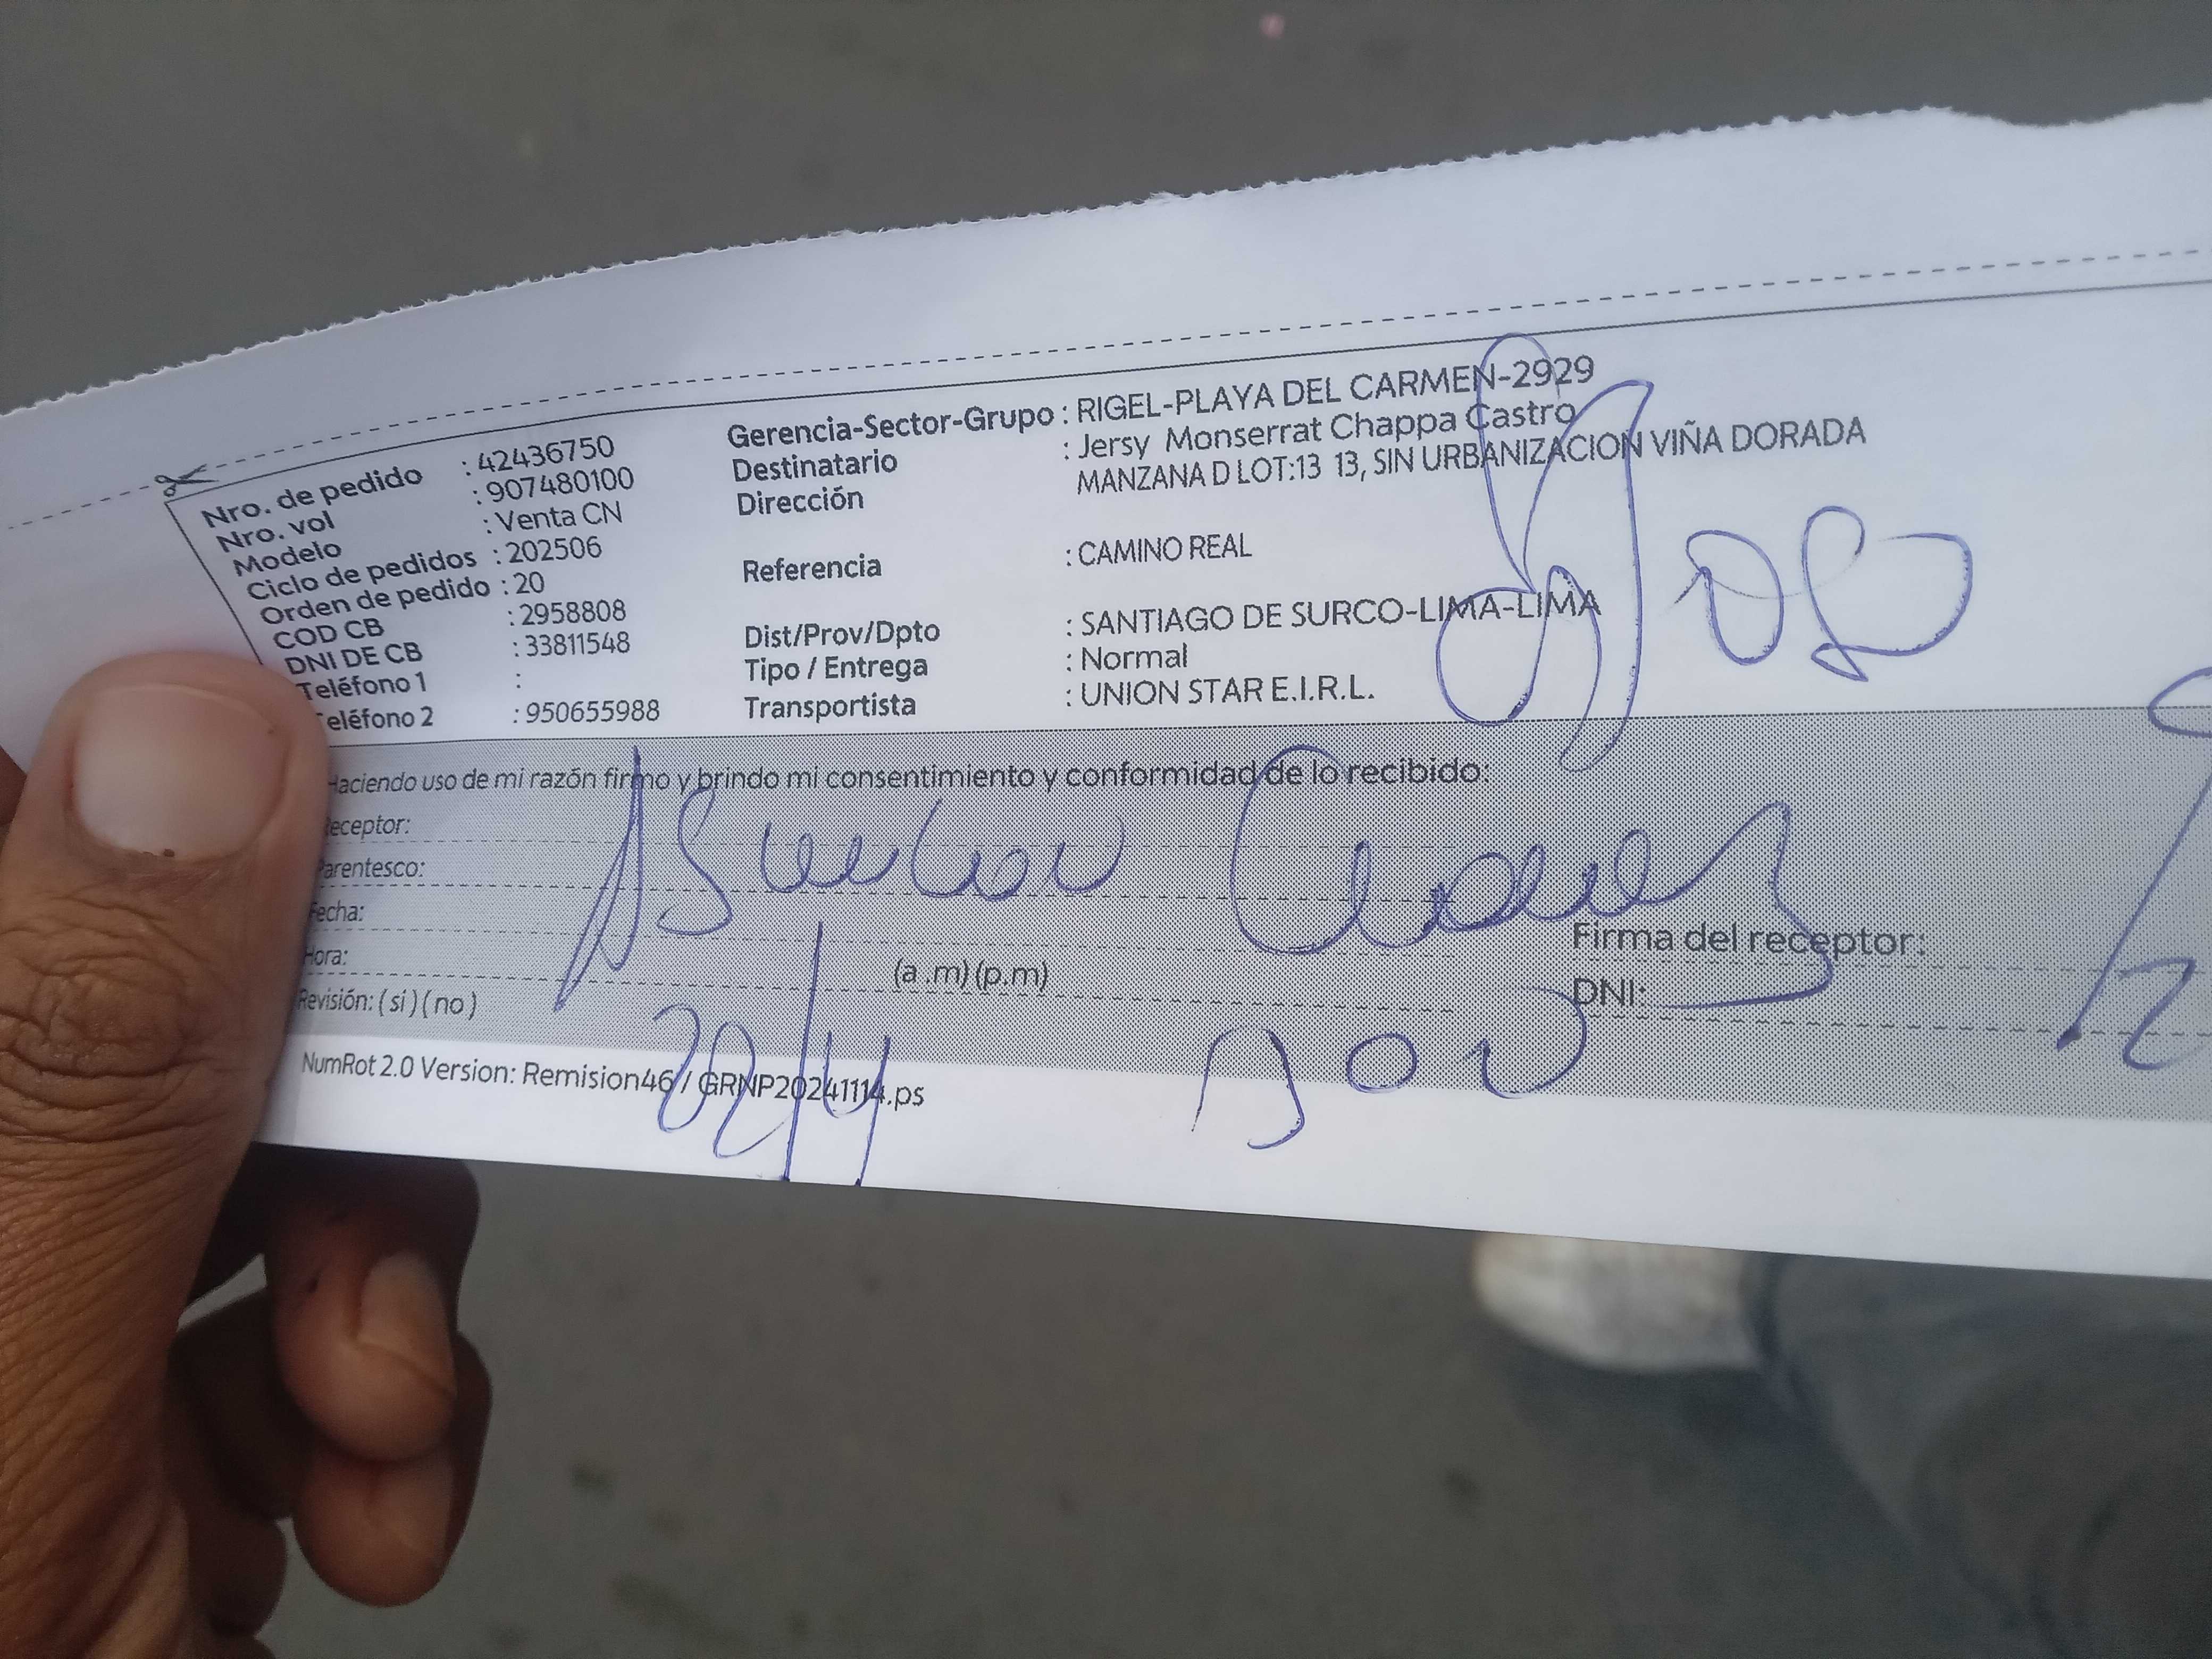 Nro. de pedido : 42436750
Nro. vol : 907480100
Modelo : Venta CN
Ciclo de pedidos : 202506
Orden de pedido : 20
COD CB : 2958808
DNI DE CB : 33811548
Teléfono 1 :
eléfono 2 : 950655988
Gerencia-Sector-Grupo : RIGEL-PLAYA DEL CARMEN-2929
Destinatario : Jersy Monserrat Chappa Castro
Dirección MANZANA D LOT:13 13, SIN URBANIZACION VIÑA DORADA
Referencia : CAMINO REAL
Dist/Prov/Dpto : SANTIAGO DE SURCO-LIMA-LIMA
Tipo / Entrega : Normal
Transportista : UNION STAR E.I.R.L.
Haciendo uso de mi razón firmo y brindo mi consentimiento y conformidad de lo recibido:
Receptor:
Parentesco:
Fecha:
Hora: (a .m) (p.m)
Revisión: ( si ) ( no )
Firma del receptor:
DNI:
22/4
NumRot 2.0 Version: Remision46 / GRNP20241114.ps